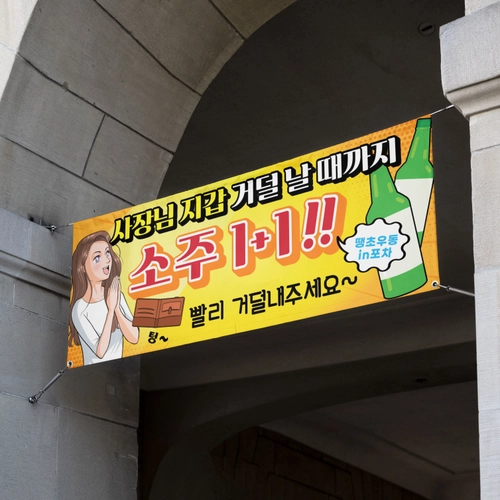 사장님 지갑 거덜 날 때까지
소주 1+1!!
땡초우동
in포차
빨리 거덜내주세요~
텅~